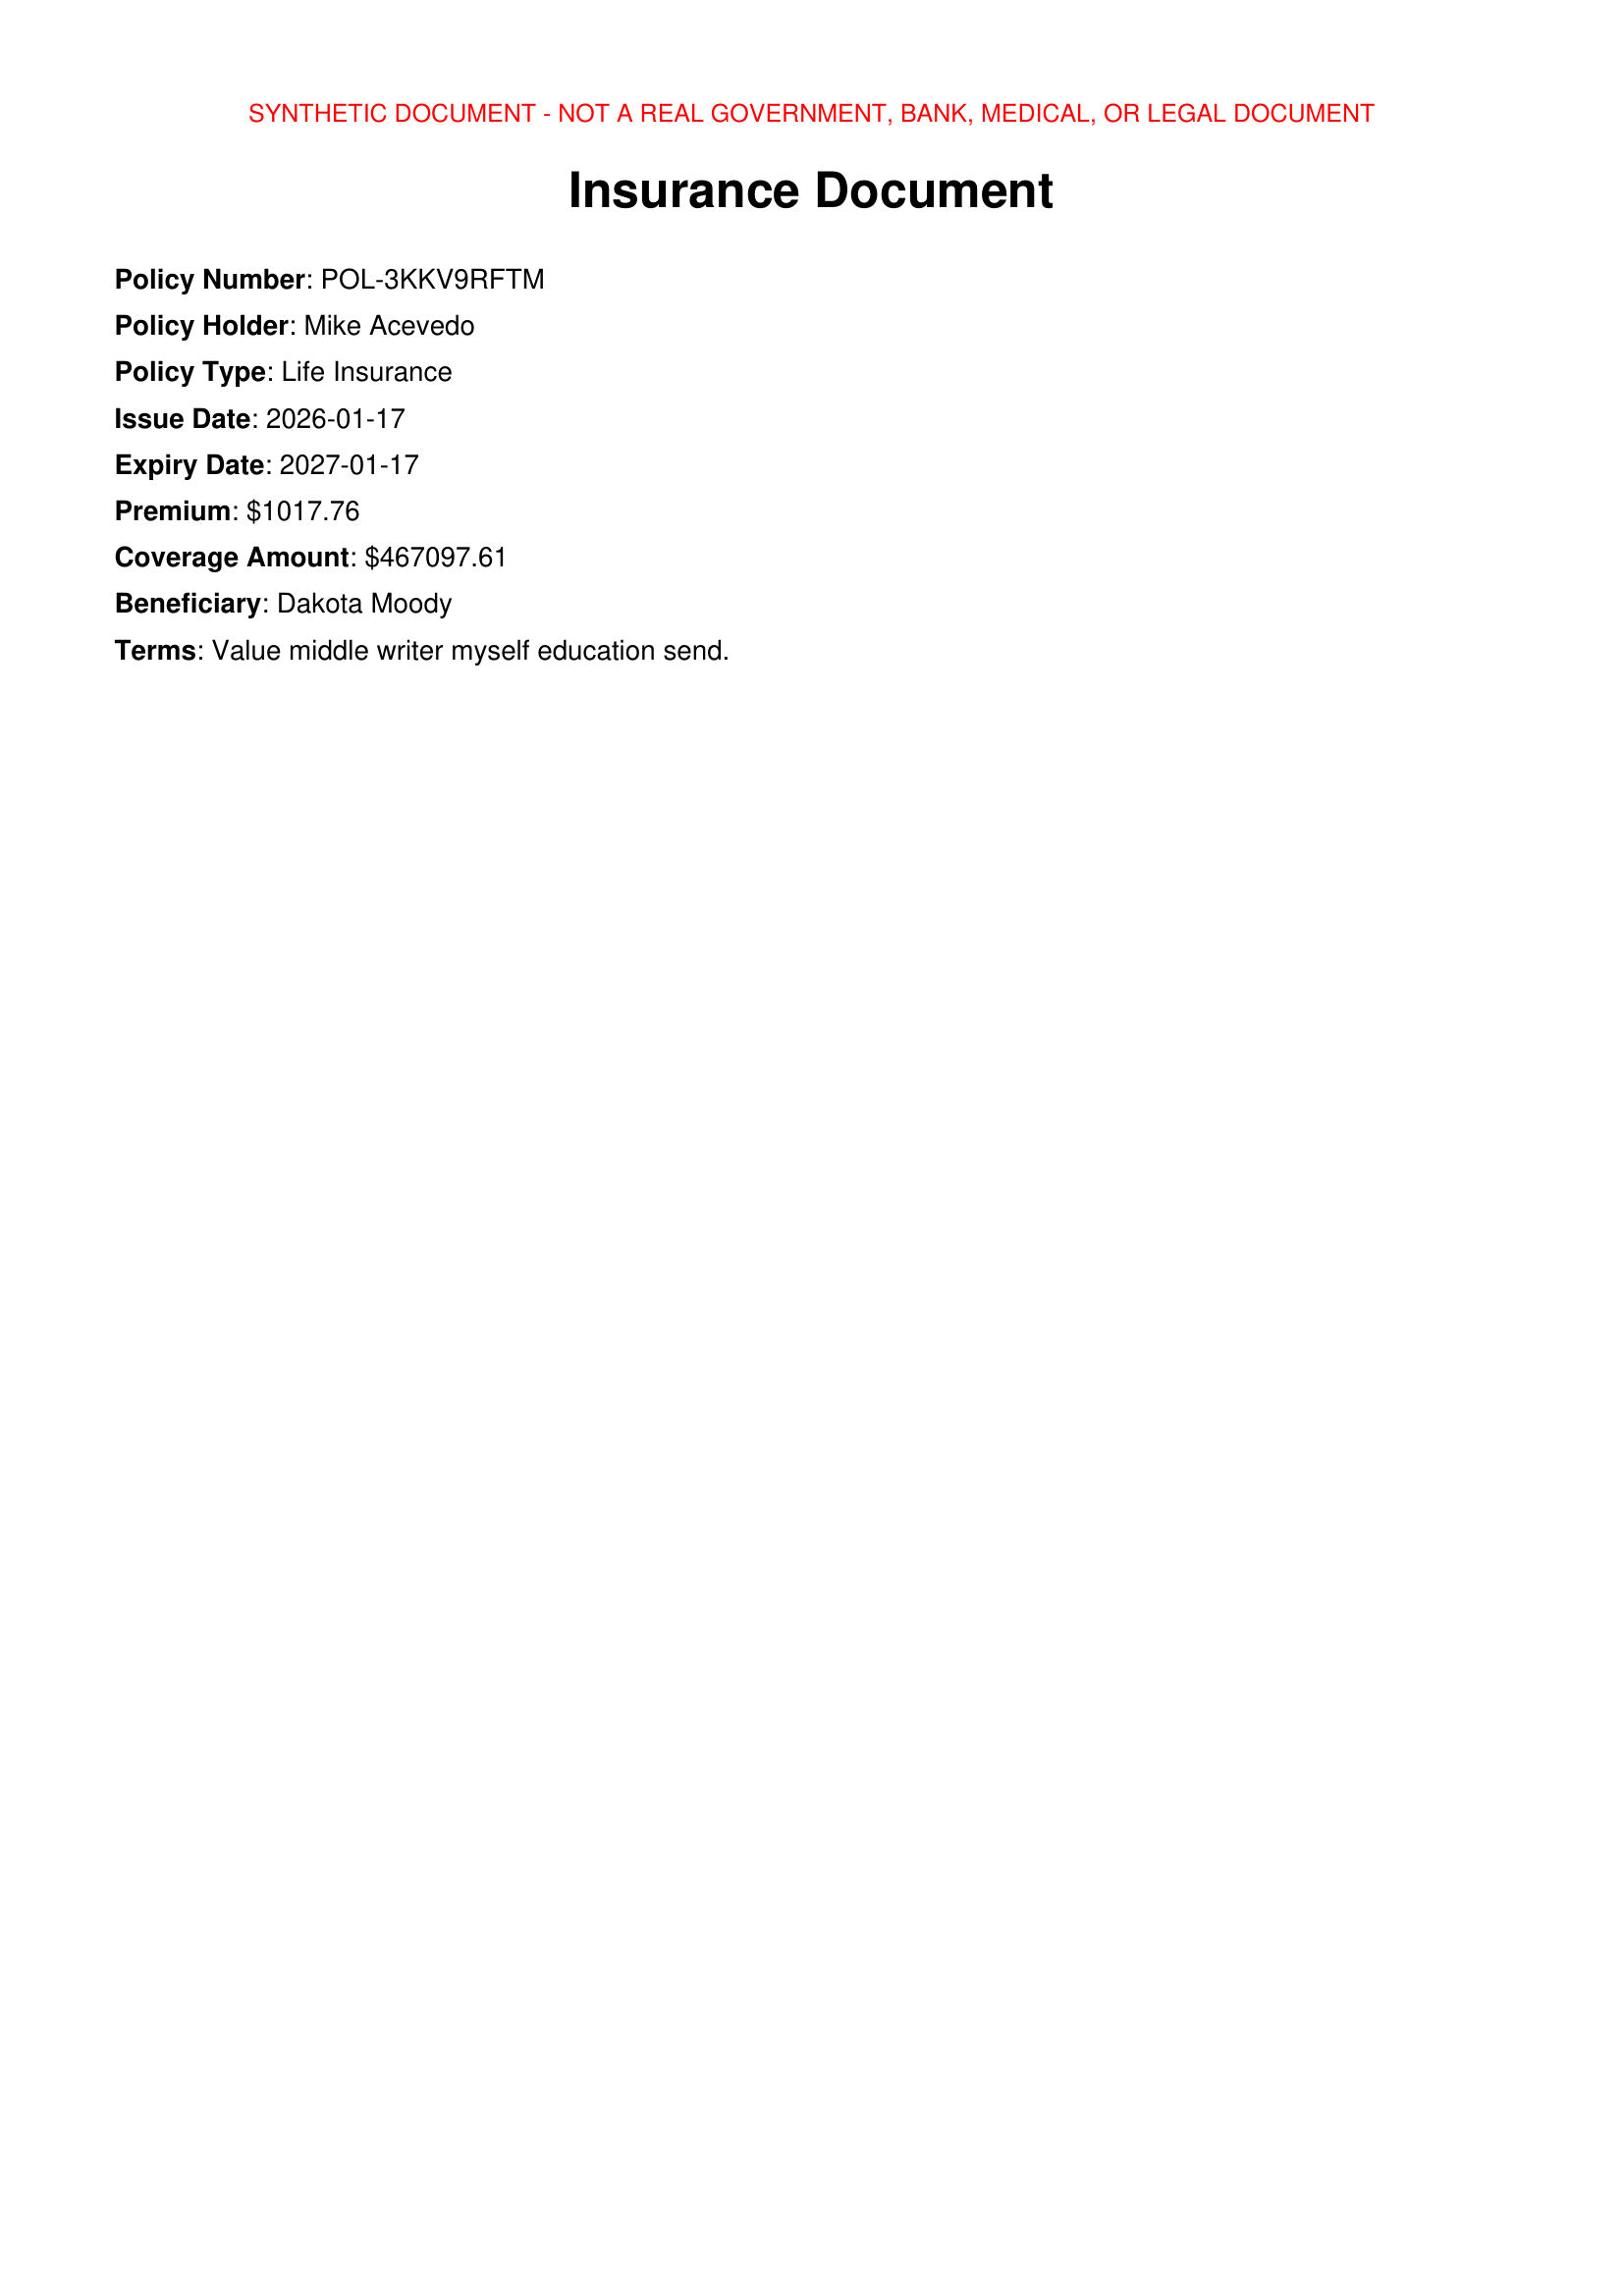 SYNTHETIC DOCUMENT - NOT A REAL GOVERNMENT, BANK, MEDICAL, OR LEGAL DOCUMENT
Insurance Document
Policy Number: POL-3KKV9RFTM
Policy Holder: Mike Acevedo
Policy Type: Life Insurance
Issue Date: 2026-01-17
Expiry Date: 2027-01-17
Premium: $1017.76
Coverage Amount: $467097.61
Beneficiary: Dakota Moody
Terms: Value middle writer myself education send.